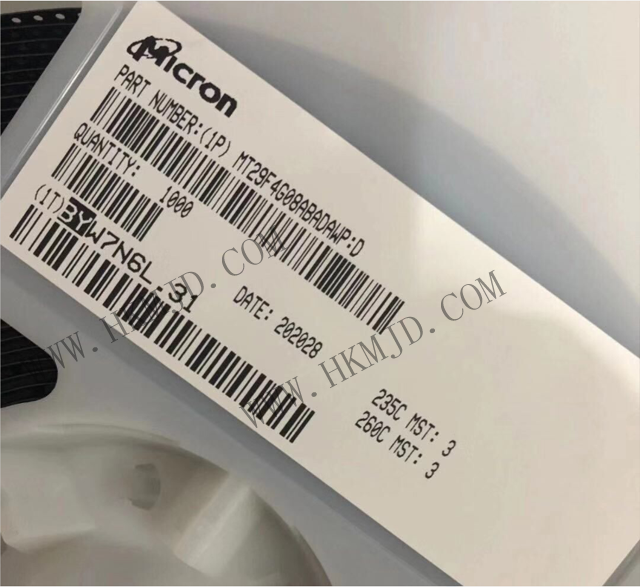 Micron
PART NUMBER:(1P) MT29F4G08ABADAWP:D
QUANTITY: 1000
(1T)3YW7N6L.31
DATE: 202028
235C MST: 3
260C MST: 3
WWW.HKMJD.COM
WWW.HKMJD.COM